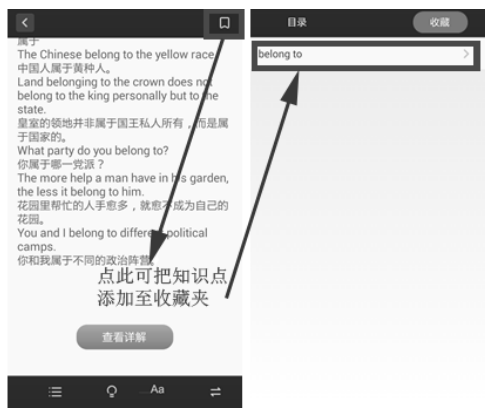 属于
The Chinese belong to the yellow race.
中国人属于黄种人。
Land belonging to the crown does not
belong to the king personally but to the
state.
皇室的领地并非属于国王私人所有，而是属
于国家的。
What party do you belong to?
你属于哪一党派？
The more help a man have in his garden,
the less it belong to him.
花园里帮忙的人手愈多，就愈不成为自己的
花园。
You and I belong to different political
camps.
你和我属于不同的政治阵营。
点此可把知识点
添加至收藏夹
查看详解
Aa
目录
收藏
belong to